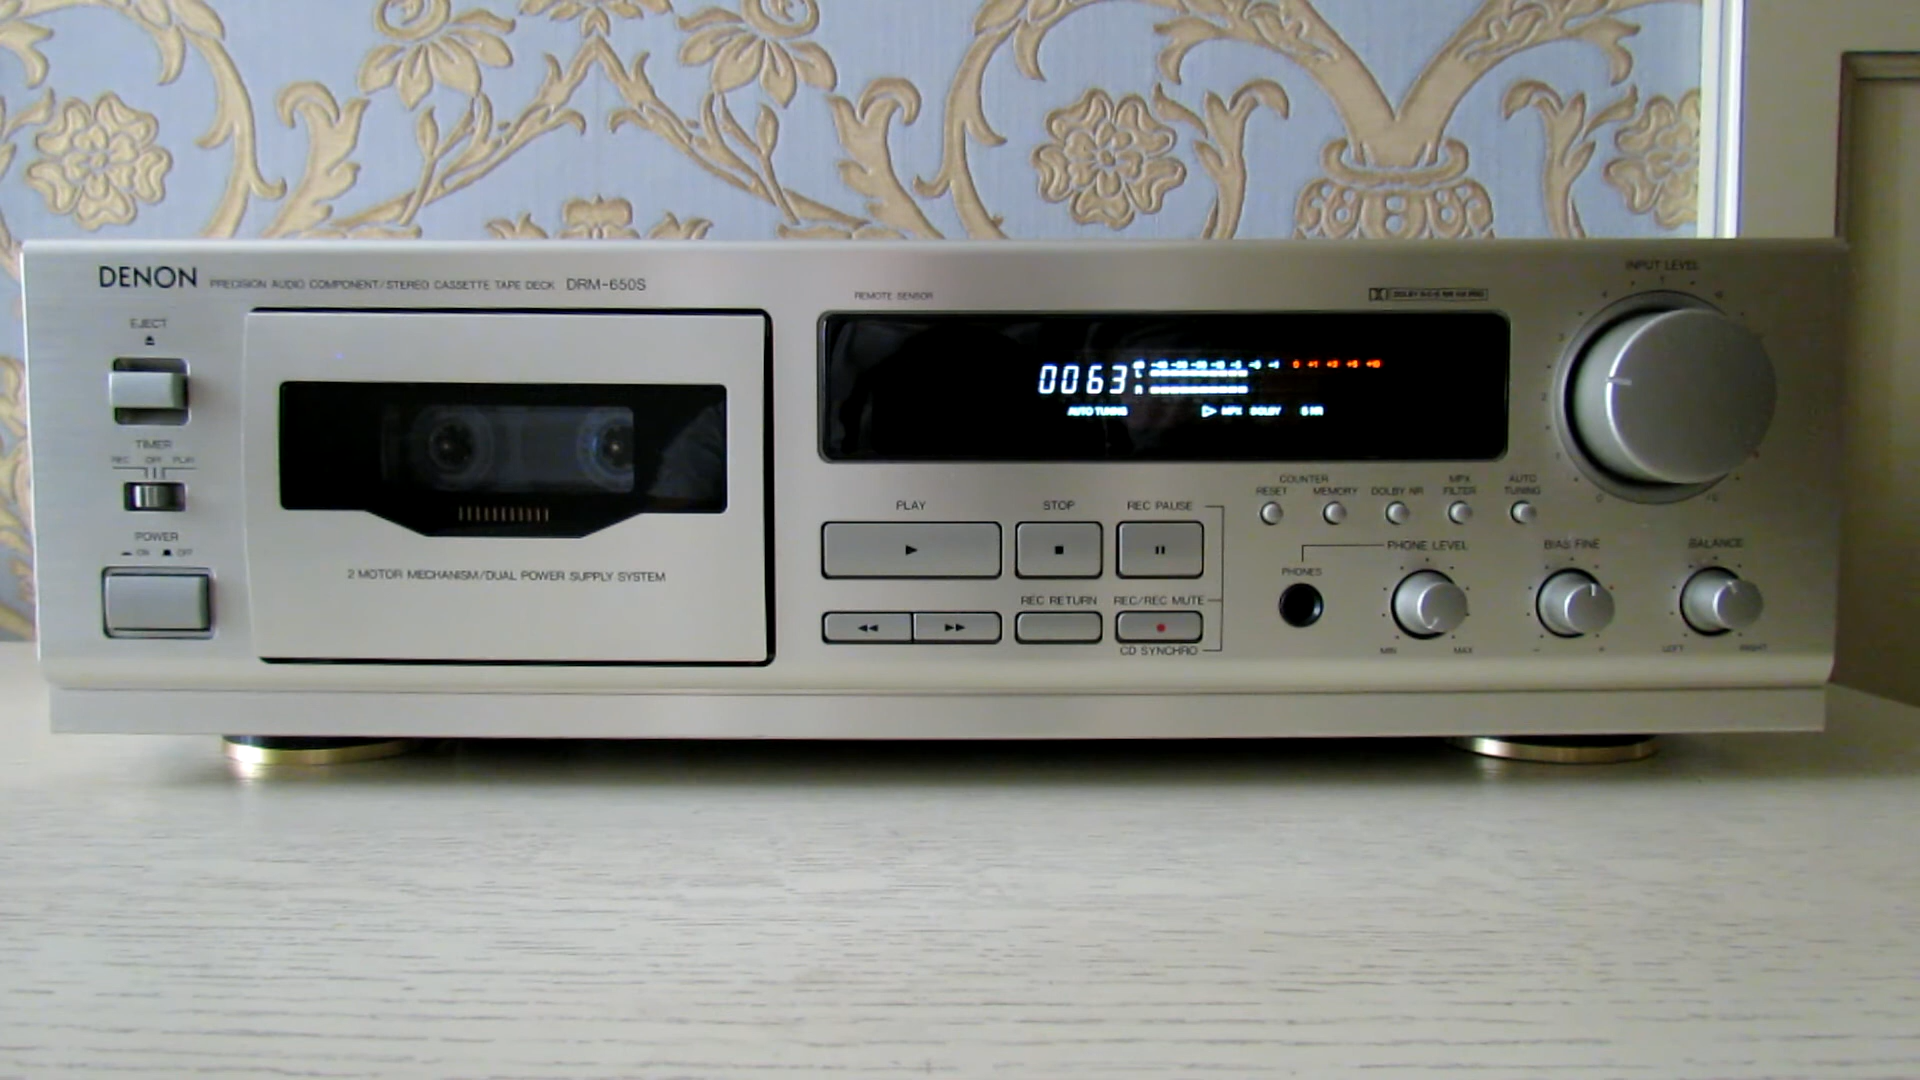 DENON PRECISION AUDIO COMPONENT/STEREO CASSETTE TAPE DECK DRM-650S
EJECT
TIMER
REC OFF PLAY
POWER
ON OFF
2 MOTOR MECHANISM/DUAL POWER SUPPLY SYSTEM
REMOTE SENSOR
0063
L
R
0
AUTO TUNING
MPX DOLBY B NR
PLAY
STOP
REC PAUSE
REC RETURN
REC/REC MUTE
CD SYNCHRO
INPUT LEVEL
COUNTER
RESET
MEMORY
DOLBY NR
MPX
FILTER
AUTO
TUNING
PHONES
PHONE LEVEL
MIN
MAX
BIAS FINE
- +
BALANCE
LEFT
RIGHT